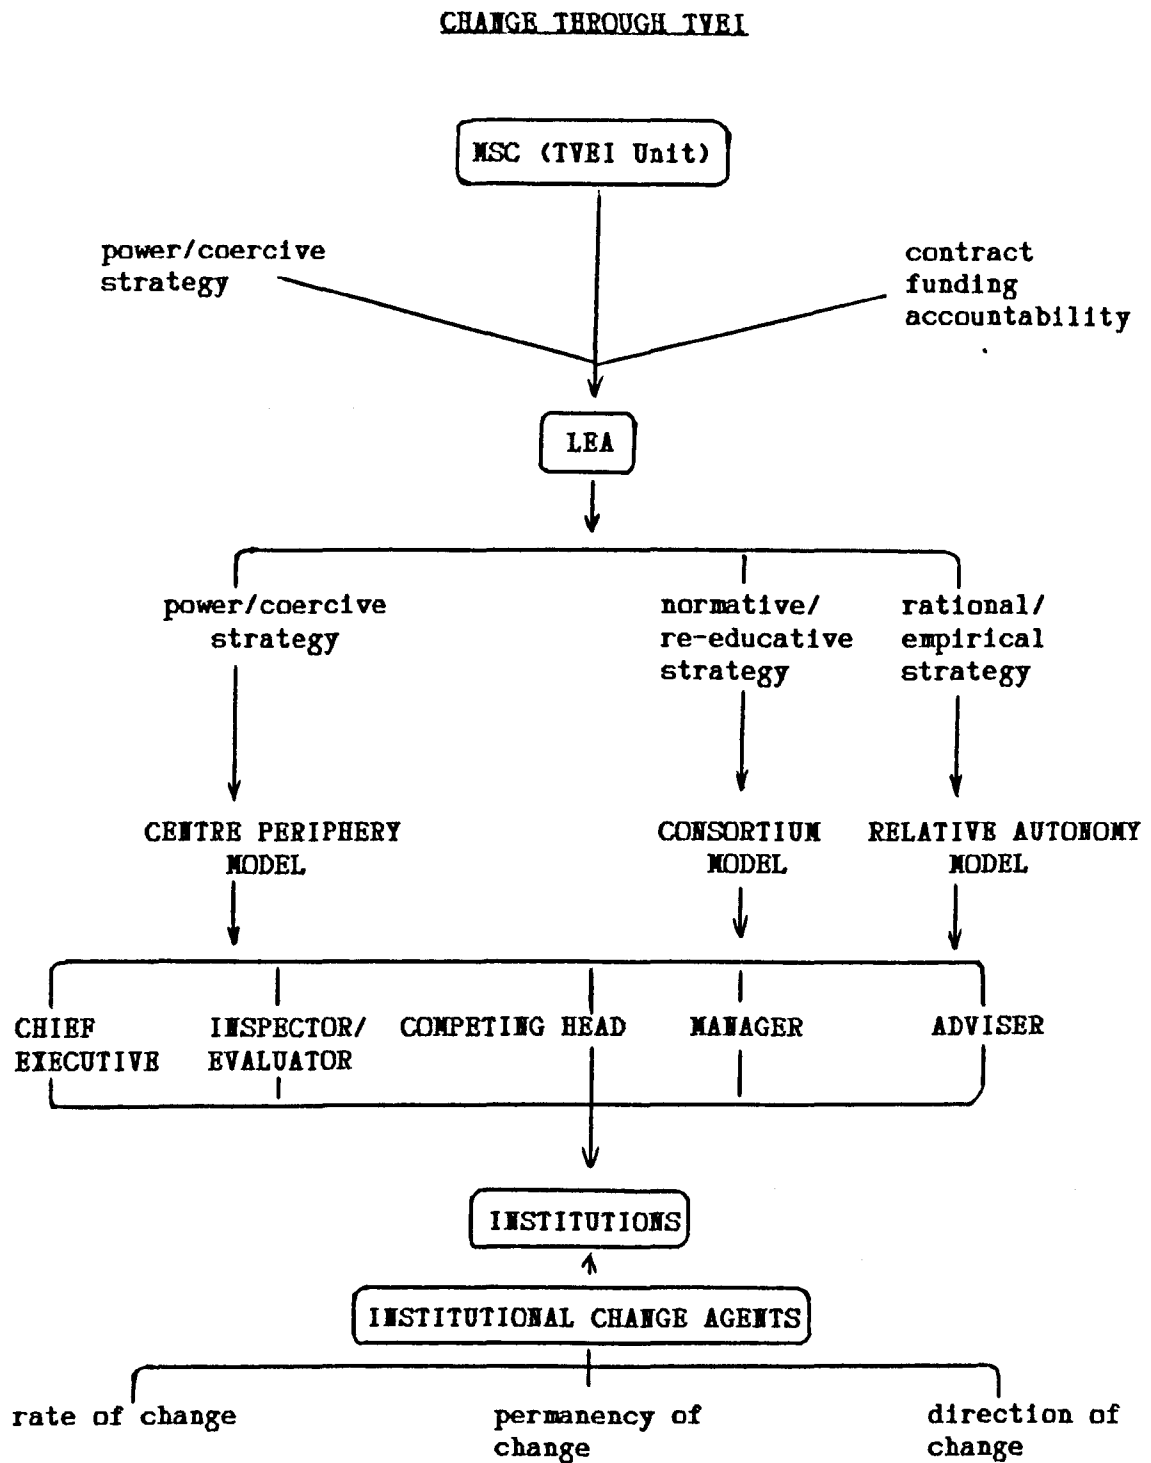 CHANGE THROUGH TVEI
MSC (TVEI Unit)
power/coercive
strategy
contract
funding
accountability
LEA
power/coercive
strategy
normative/
re-educative
strategy
rational/
empirical
strategy
CENTRE PERIPHERY
MODEL
CONSORTIUM
MODEL
RELATIVE AUTONOMY
MODEL
CHIEF
EXECUTIVE
INSPECTOR/
EVALUATOR
COMPETING HEAD
MANAGER
ADVISER
INSTITUTIONS
INSTITUTIONAL CHANGE AGENTS
rate of change
permanency of
change
direction of
change